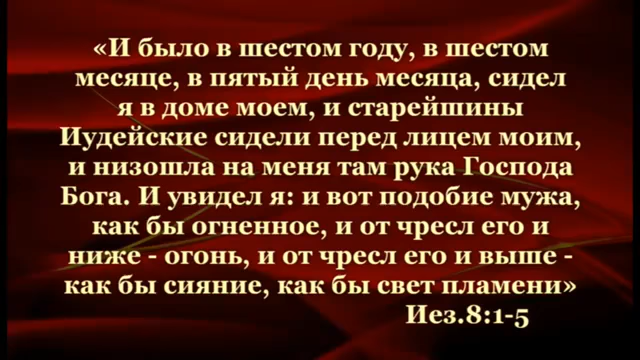 «И было в шестом году, в шестом
месяце, в пятый день месяца, сидел
я в доме моем, и старейшины
Иудейские сидели перед лицем моим,
и низошла на меня там рука Господа
Бога. И увидел я: и вот подобие мужа,
как бы огненное, и от чресл его и
ниже - огонь, и от чресл его и выше -
как бы сияние, как бы свет пламени»
Иез.8:1-5